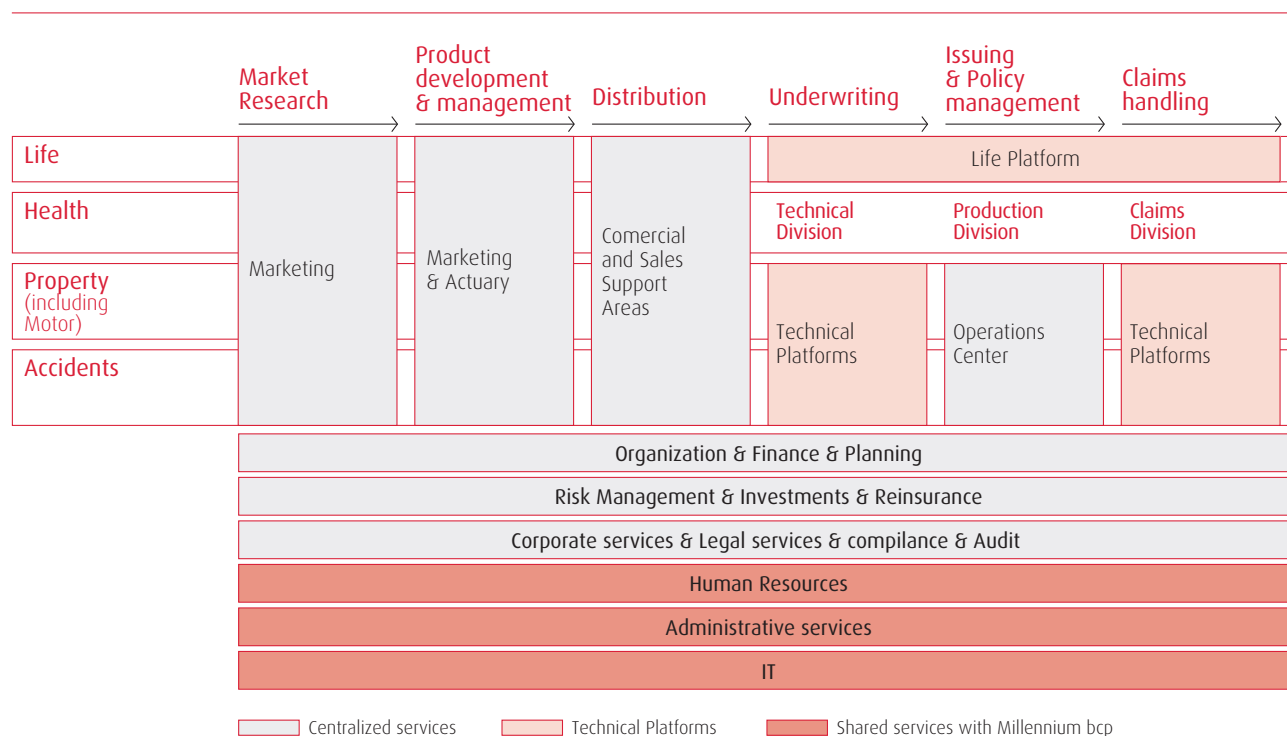 Market
Research
Product
development
& management
Distribution
Underwriting
Issuing
& Policy
management
Claims
handling
Life
Life Platform
Health
Technical
Division
Production
Division
Claims
Division
Property
(including
Motor)
Accidents
Marketing
Marketing
& Actuary
Comercial
and Sales
Support
Areas
Technical
Platforms
Operations
Center
Technical
Platforms
Organization & Finance & Planning
Risk Management & Investments & Reinsurance
Corporate services & Legal services & compilance & Audit
Human Resources
Administrative services
IT
Centralized services
Technical Platforms
Shared services with Millennium bcp